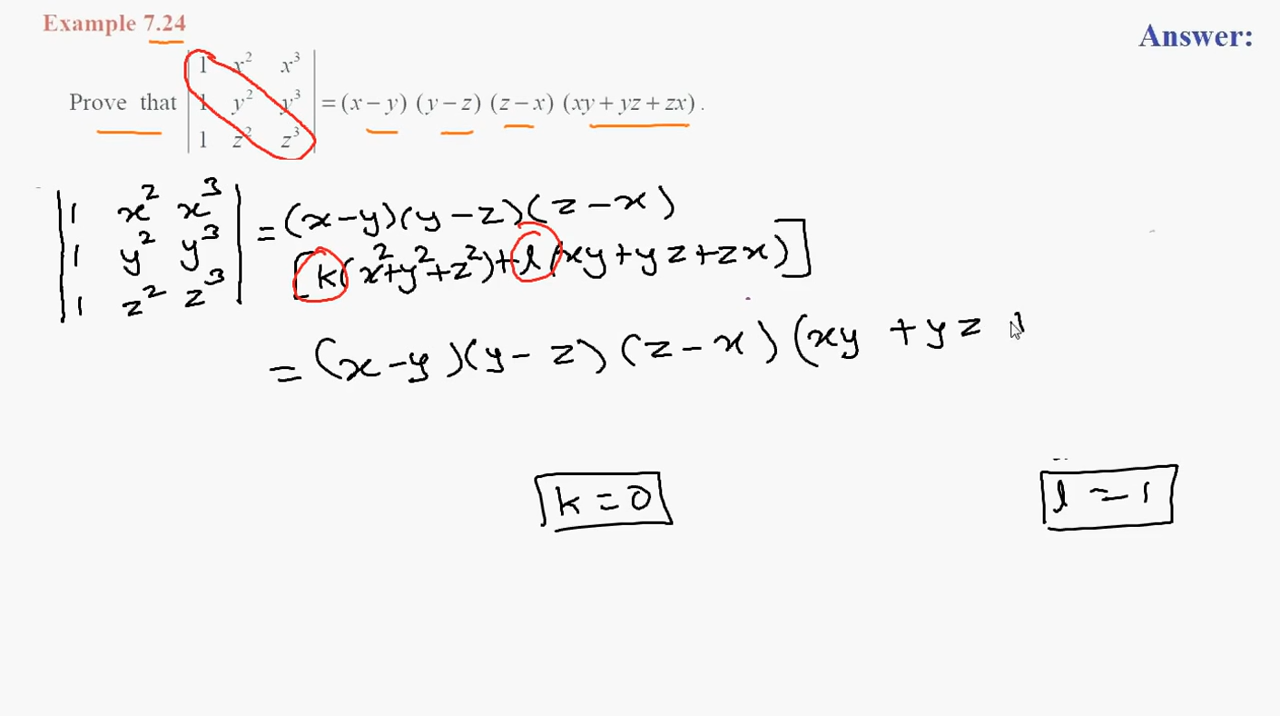 Example 7.24
Answer:
| 1 x² x³ |
Prove that | 1 y² y³ | = (x − y) (y − z) (z − x) (xy + yz + zx) .
| 1 z² z³ |
| 1 x² x³ | = (x − y)(y − z)(z − x)
| 1 y² y³ | [k(x² + y² + z²) + l(xy + yz + zx)]
| 1 z² z³ |
= (x − y)(y − z)(z − x)(xy + yz
k = 0
l = 1